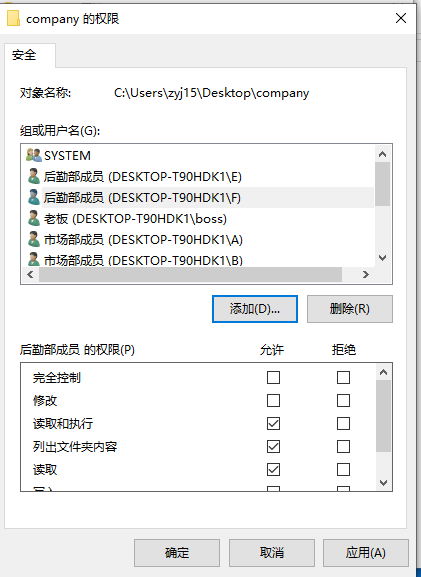 company 的权限
安全
对象名称: C:\Users\zyj15\Desktop\company
组或用户名(G):
SYSTEM
后勤部成员 (DESKTOP-T90HDK1\E)
后勤部成员 (DESKTOP-T90HDK1\F)
老板 (DESKTOP-T90HDK1\boss)
市场部成员 (DESKTOP-T90HDK1\A)
市场部成员 (DESKTOP-T90HDK1\B)
添加(D)... 删除(R)
后勤部成员 的权限(P) 允许 拒绝
完全控制
修改
读取和执行
列出文件夹内容
读取
确定 取消 应用(A)